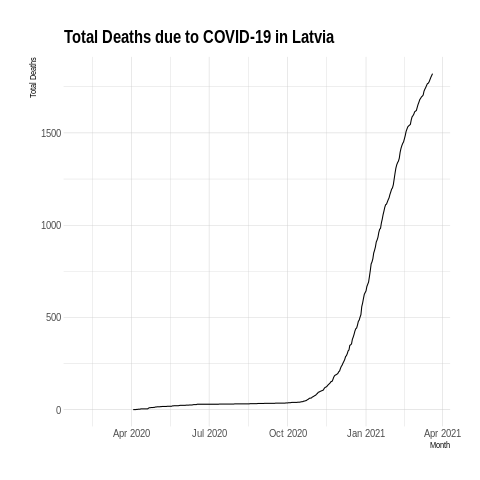 Total Deaths due to COVID-19 in Latvia
Total Deaths
1500
1000
500
0
Apr 2020
Jul 2020
Oct 2020
Jan 2021
Apr 2021
Month